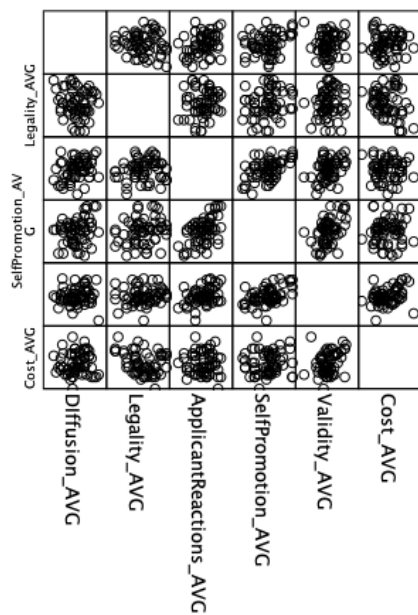 Legality_AVG
SelfPromotion_AV
G
Cost_AVG
DIffusion_AVG
Legality_AVG
ApplicantReactions_AVG
SelfPromotion_AVG
Validity_AVG
Cost_AVG